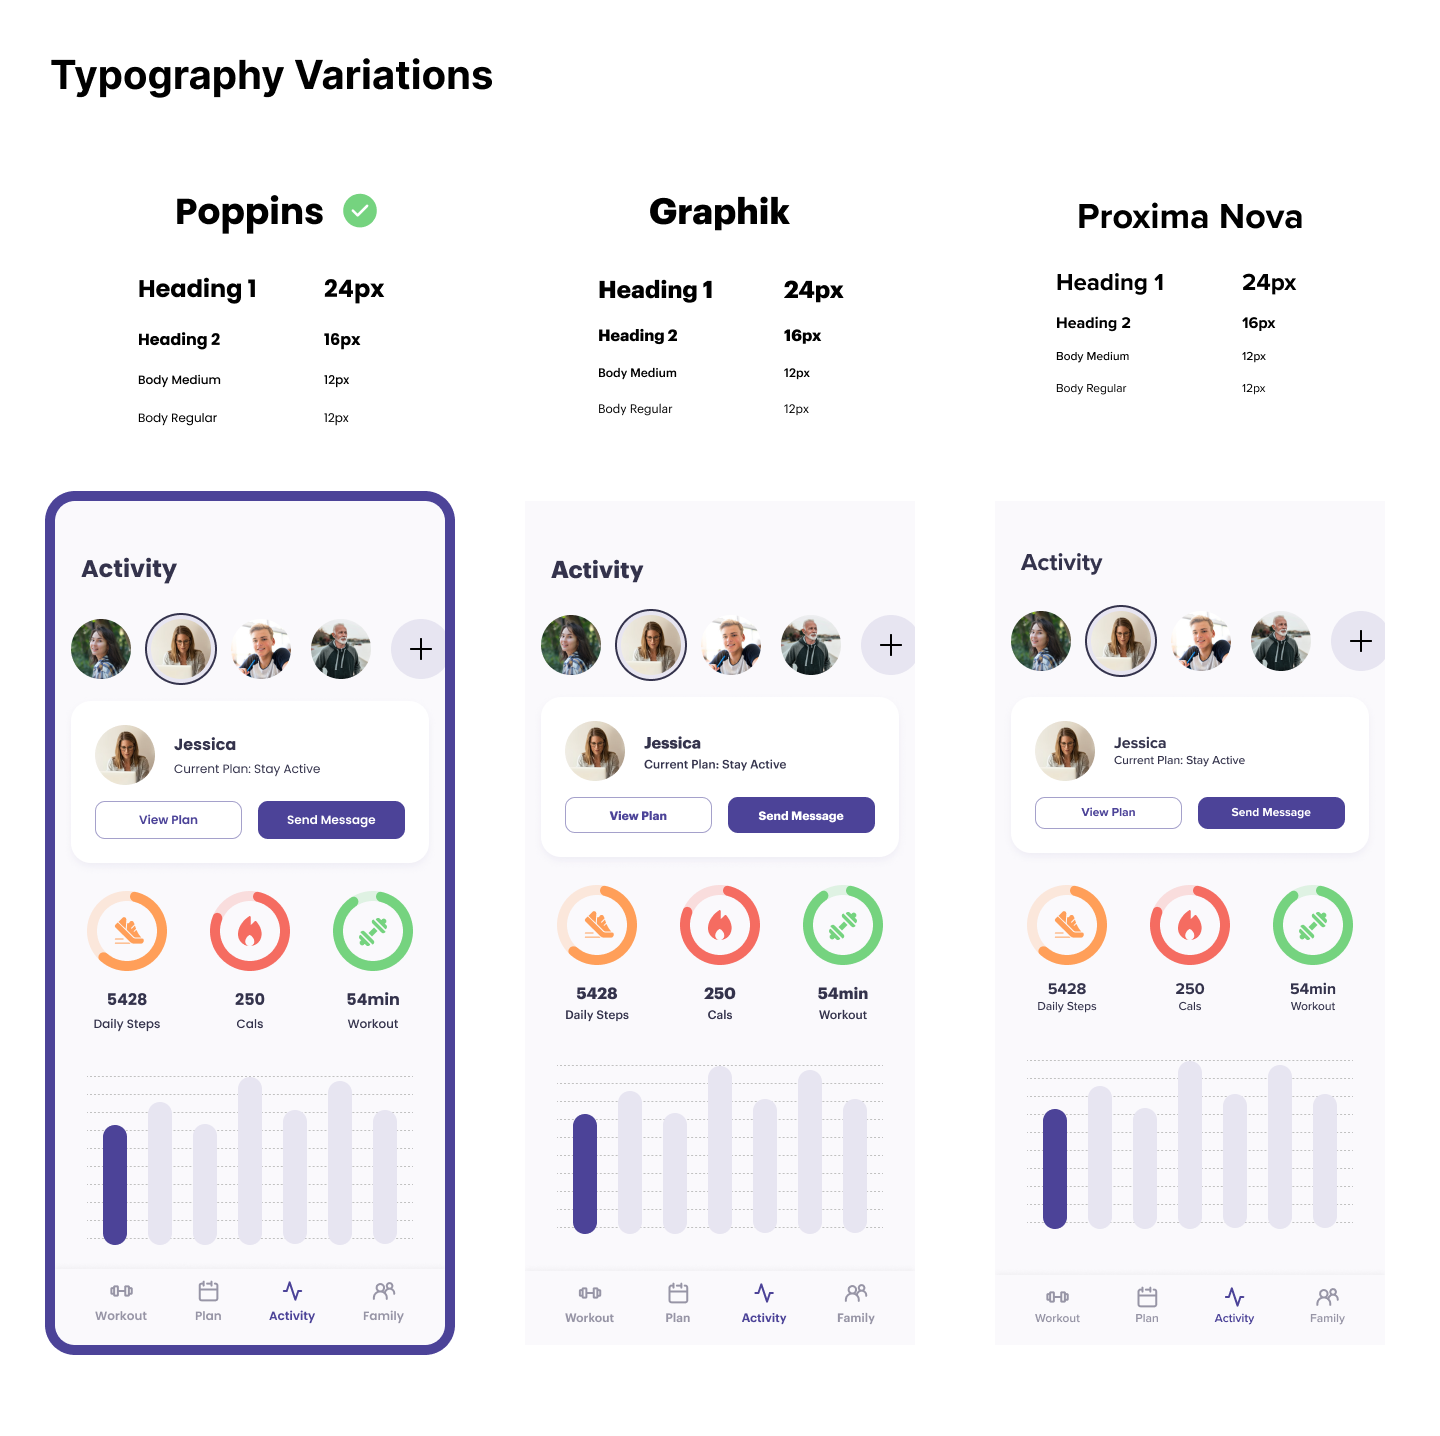 Typography Variations
Poppins
Heading 1 24px
Heading 2 16px
Body Medium 12px
Body Regular 12px
Activity
Jessica
Current Plan: Stay Active
View Plan Send Message
5428 250 54min
Daily Steps Cals Workout
Workout Plan Activity Family
Graphik
Heading 1 24px
Heading 2 16px
Body Medium 12px
Body Regular 12px
Activity
Jessica
Current Plan: Stay Active
View Plan Send Message
5428 250 54min
Daily Steps Cals Workout
Workout Plan Activity Family
Proxima Nova
Heading 1 24px
Heading 2 16px
Body Medium 12px
Body Regular 12px
Activity
Jessica
Current Plan: Stay Active
View Plan Send Message
5428 250 54min
Daily Steps Cals Workout
Workout Plan Activity Family